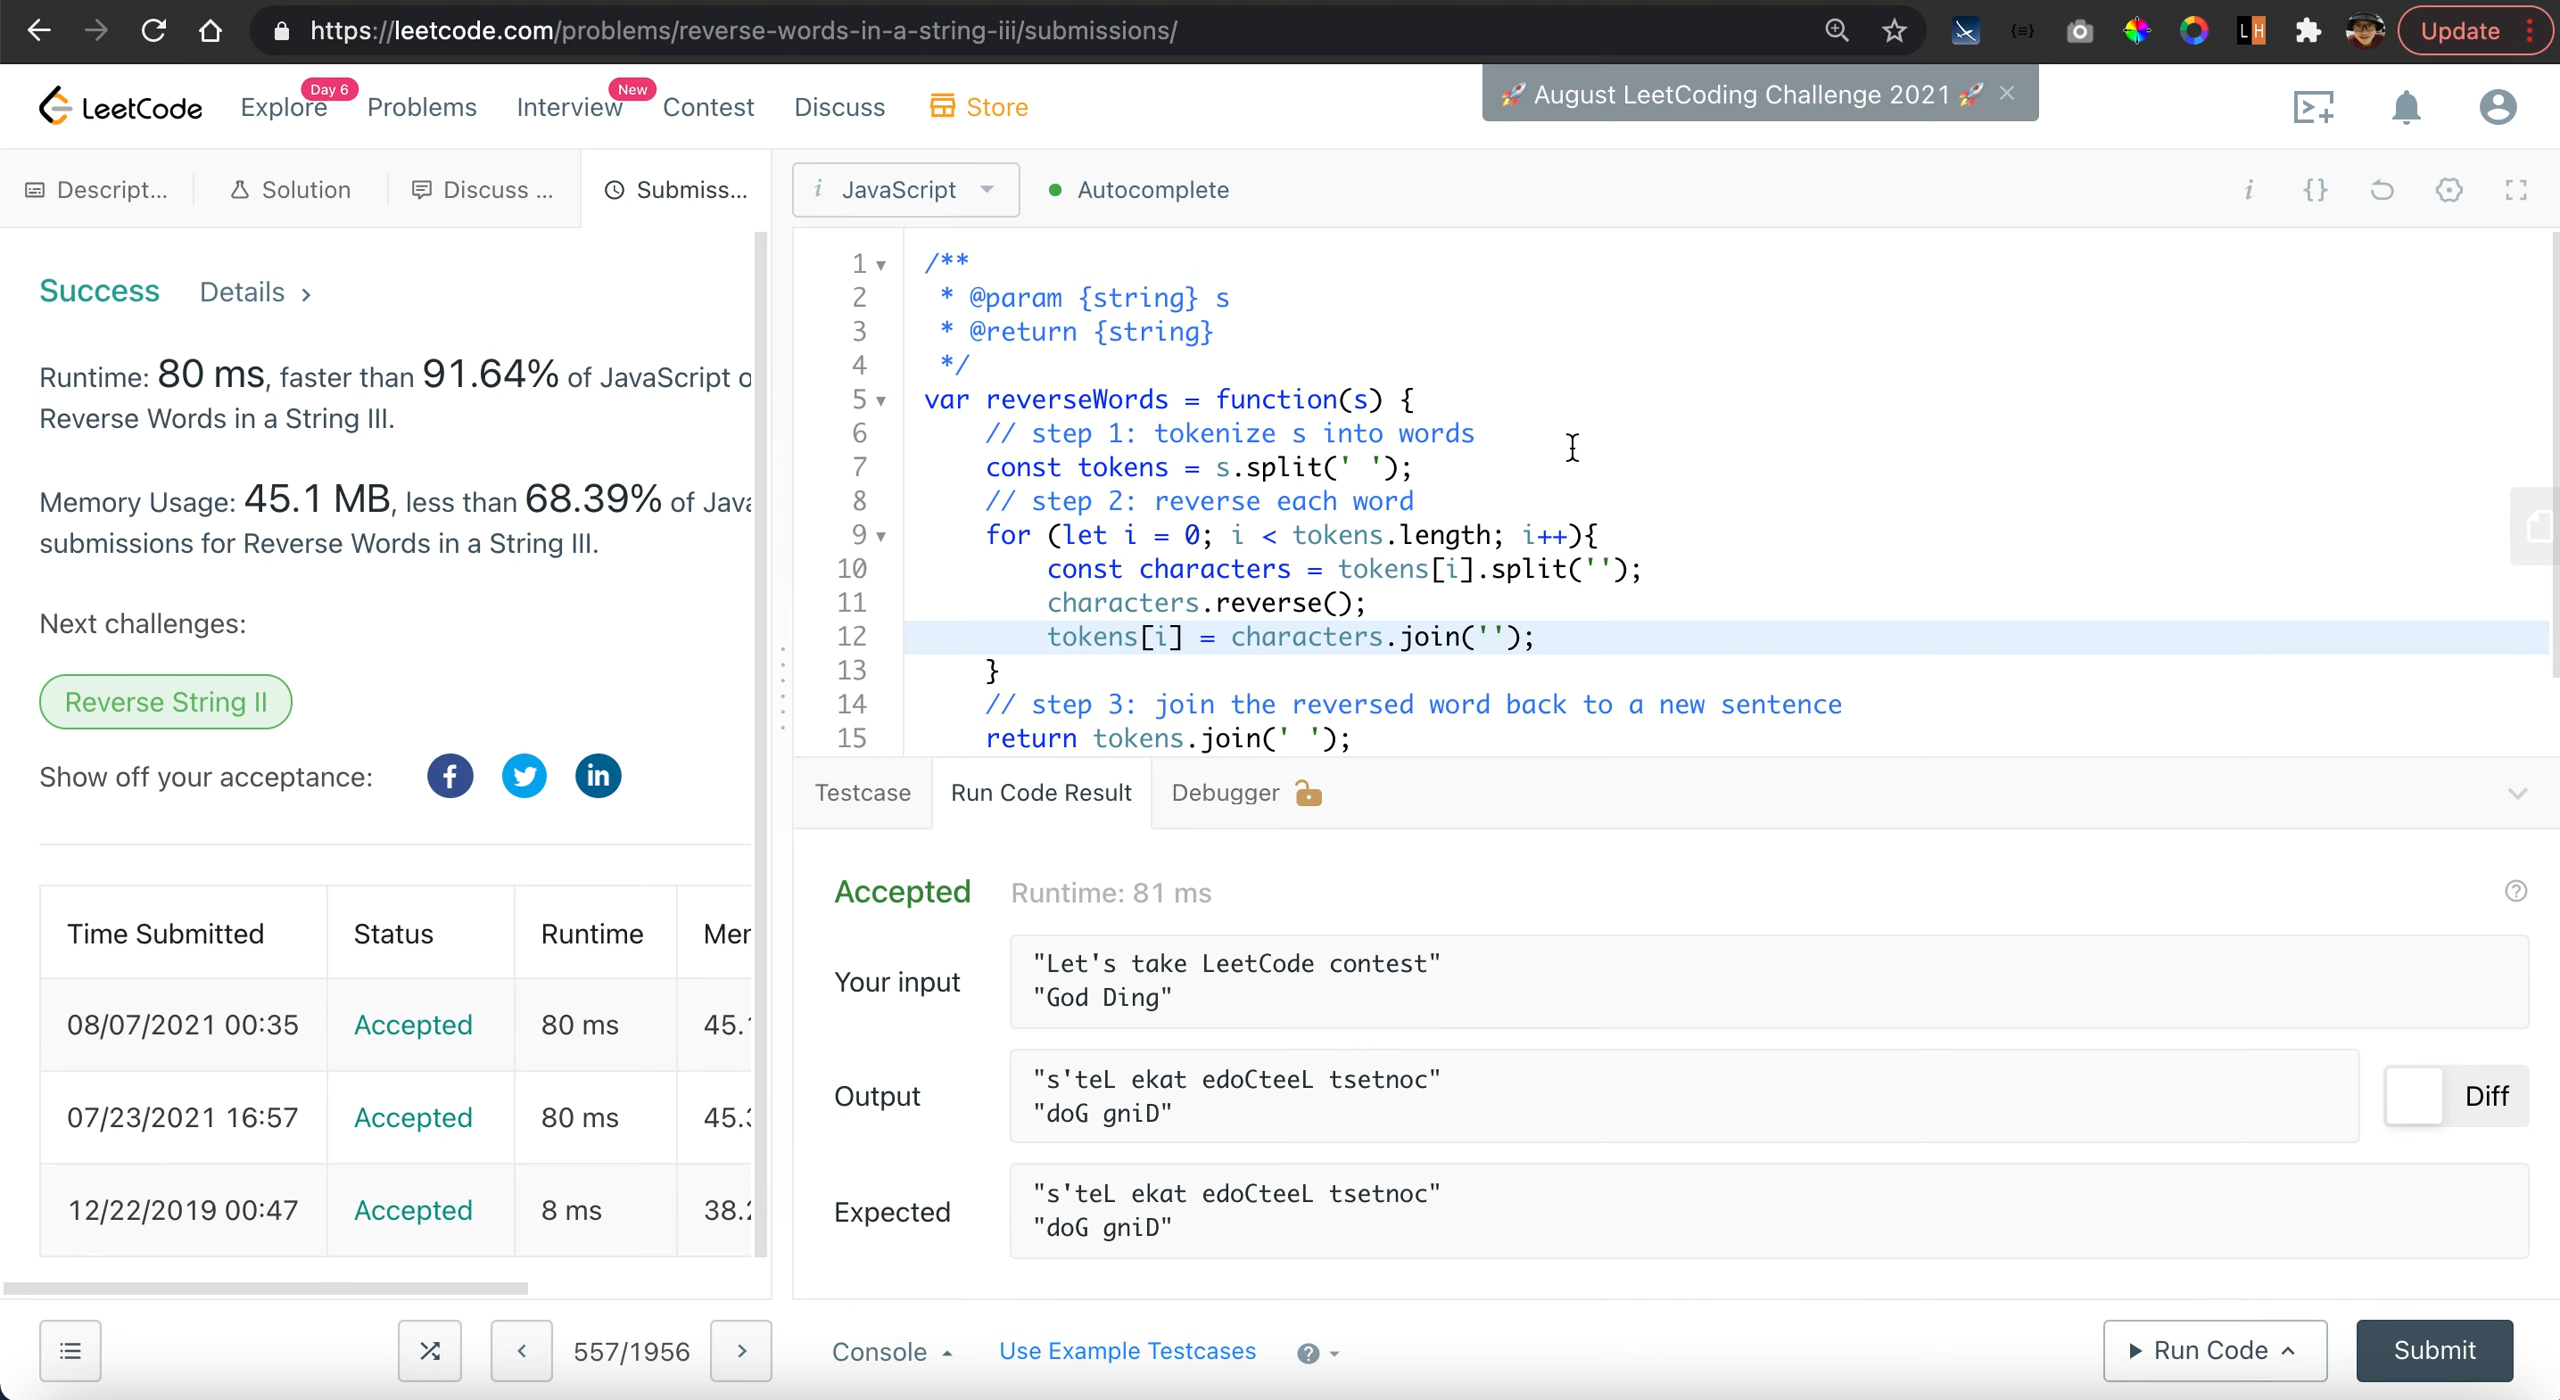 https://leetcode.com/problems/reverse-words-in-a-string-iii/submissions/
Update
LeetCode
Explore
Day 6
Problems
Interview
New
Contest
Discuss
Store
🚀 August LeetCoding Challenge 2021 🚀
Descript...
Solution
Discuss ...
Submiss...
i JavaScript
Autocomplete
Success
Details
Runtime: 80 ms, faster than 91.64% of JavaScript
Reverse Words in a String III.
Memory Usage: 45.1 MB, less than 68.39% of
submissions for Reverse Words in a String III.
Next challenges:
Reverse String II
Show off your acceptance:
Time Submitted Status Runtime
08/07/2021 00:35 Accepted 80 ms 45.
07/23/2021 16:57 Accepted 80 ms 45.
12/22/2019 00:47 Accepted 8 ms 38.
557/1956
1 /**
2 * @param {string} s
3 * @return {string}
4 */
5 var reverseWords = function(s) {
6 // step 1: tokenize s into words
7 const tokens = s.split(' ');
8 // step 2: reverse each word
9 for (let i = 0; i < tokens.length; i++){
10 const characters = tokens[i].split('');
11 characters.reverse();
12 tokens[i] = characters.join('');
13 }
14 // step 3: join the reversed word back to a new sentence
15 return tokens.join(' ');
Testcase
Run Code Result
Debugger
Accepted
Runtime: 81 ms
Your input
"Let's take LeetCode contest"
"God Ding"
Output
"s'teL ekat edoCteeL tsetnoc"
"doG gniD"
Diff
Expected
"s'teL ekat edoCteeL tsetnoc"
"doG gniD"
Console
Use Example Testcases
Run Code
Submit